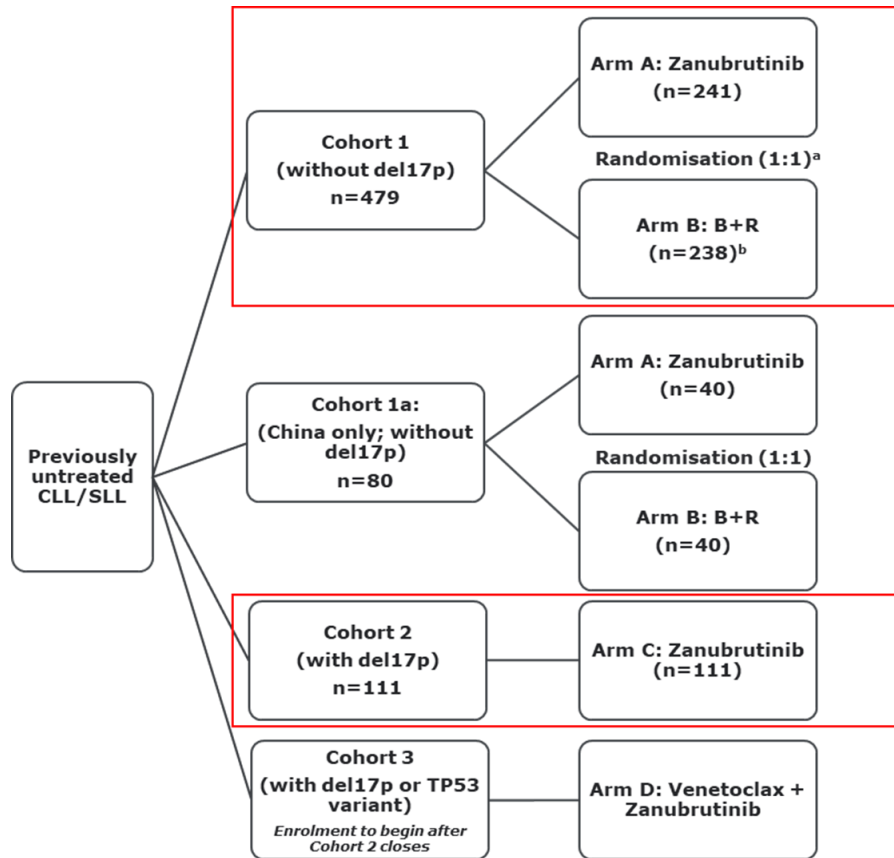 Previously
untreated
CLL/SLL
Cohort 1
(without del17p)
n=479
Arm A: Zanubrutinib
(n=241)
Randomisation (1:1)ᵃ
Arm B: B+R
(n=238)ᵇ
Cohort 1a:
(China only; without
del17p)
n=80
Arm A: Zanubrutinib
(n=40)
Randomisation (1:1)
Arm B: B+R
(n=40)
Cohort 2
(with del17p)
n=111
Arm C: Zanubrutinib
(n=111)
Cohort 3
(with del17p or TP53
variant)
Enrolment to begin after
Cohort 2 closes
Arm D: Venetoclax +
Zanubrutinib